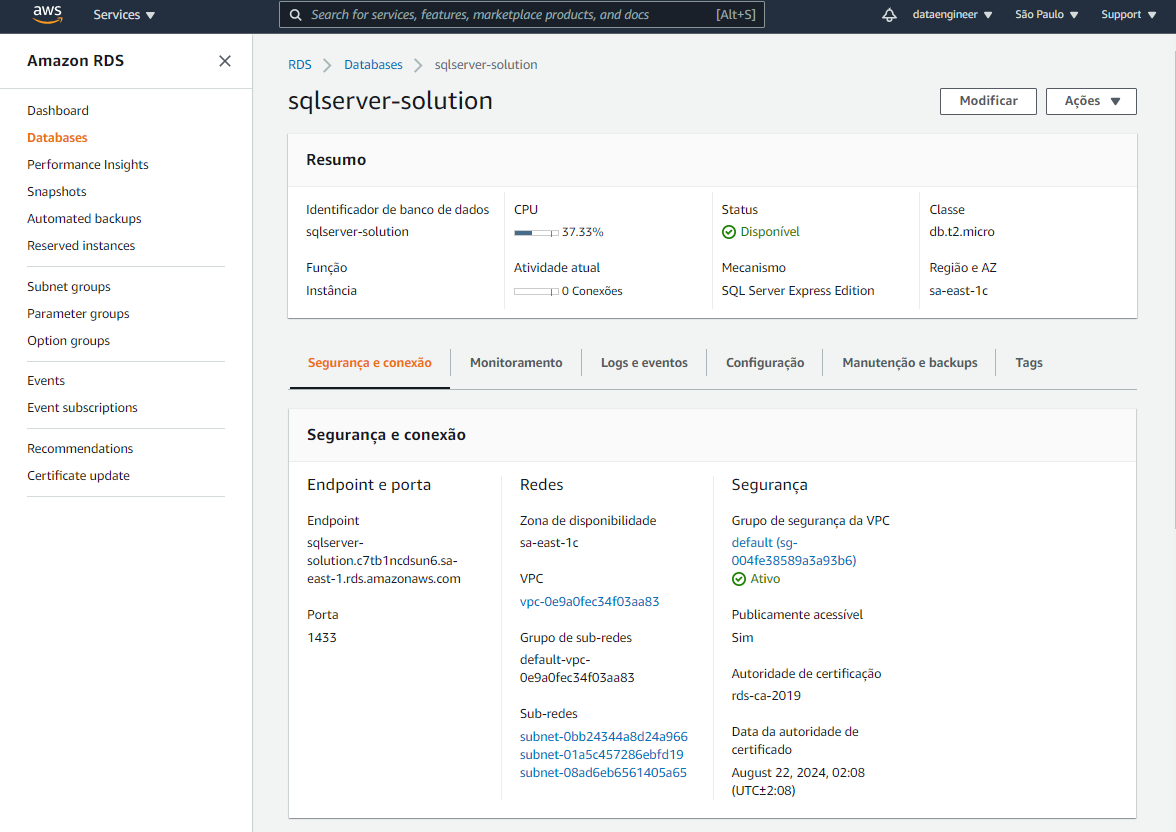 aws
Services ▼
Search for services, features, marketplace products, and docs
[Alt+S]
dataengineer ▼
São Paulo ▼
Support ▼
Amazon RDS
Dashboard
Databases
Performance Insights
Snapshots
Automated backups
Reserved instances
Subnet groups
Parameter groups
Option groups
Events
Event subscriptions
Recommendations
Certificate update
RDS > Databases > sqlserver-solution
sqlserver-solution
Modificar
Ações ▼
Resumo
Identificador de banco de dados
sqlserver-solution
CPU
37.33%
Status
Disponível
Classe
db.t2.micro
Função
Instância
Atividade atual
0 Conexões
Mecanismo
SQL Server Express Edition
Região e AZ
sa-east-1c
Segurança e conexão
Monitoramento
Logs e eventos
Configuração
Manutenção e backups
Tags
Segurança e conexão
Endpoint e porta
Endpoint
sqlserver-
solution.c7tb1ncdsun6.sa-
east-1.rds.amazonaws.com
Porta
1433
Redes
Zona de disponibilidade
sa-east-1c
VPC
vpc-0e9a0fec34f03aa83
Grupo de sub-redes
default-vpc-
0e9a0fec34f03aa83
Sub-redes
subnet-0bb24344a8d24a966
subnet-01a5c457286ebfd19
subnet-08ad6eb6561405a65
Segurança
Grupo de segurança da VPC
default (sg-
004fe38589a3a93b6)
Ativo
Publicamente acessível
Sim
Autoridade de certificação
rds-ca-2019
Data da autoridade de
certificado
August 22, 2024, 02:08
(UTC±2:08)